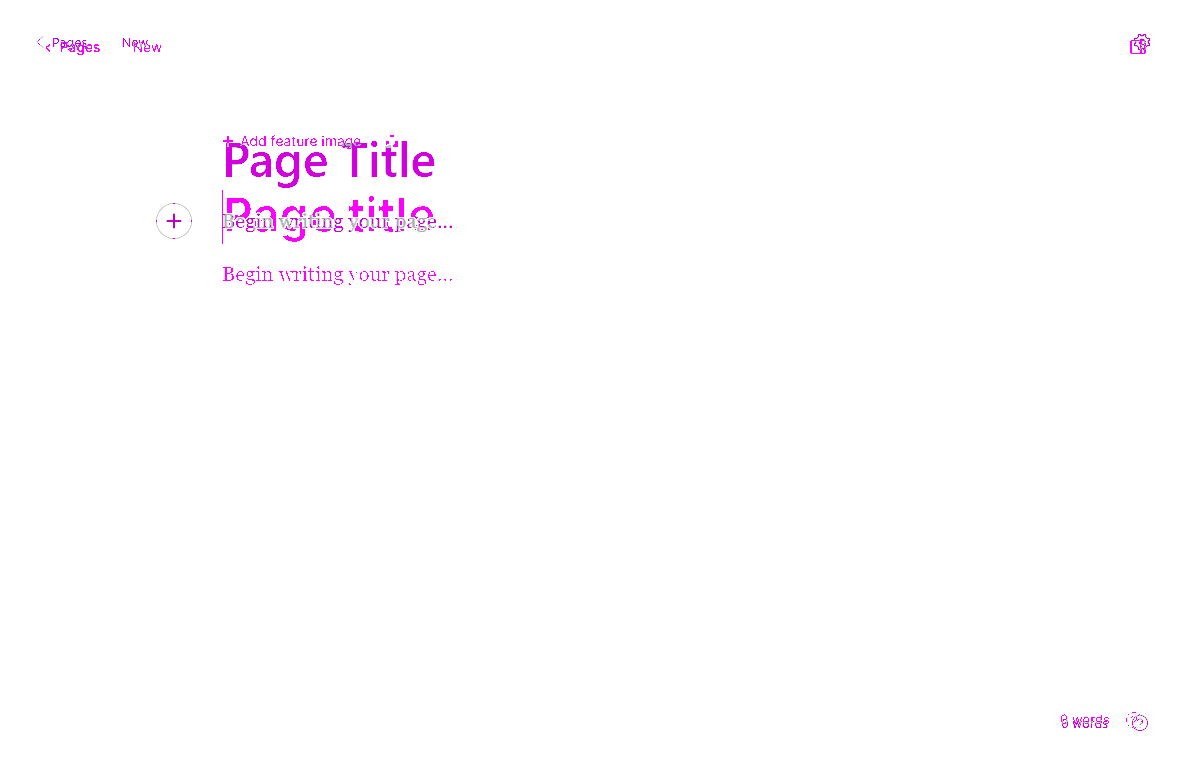 Pages New
Pages New
+ Add feature image
Page Title
Page title
Begin writing your page...
Begin writing your page...
0 words
0 words